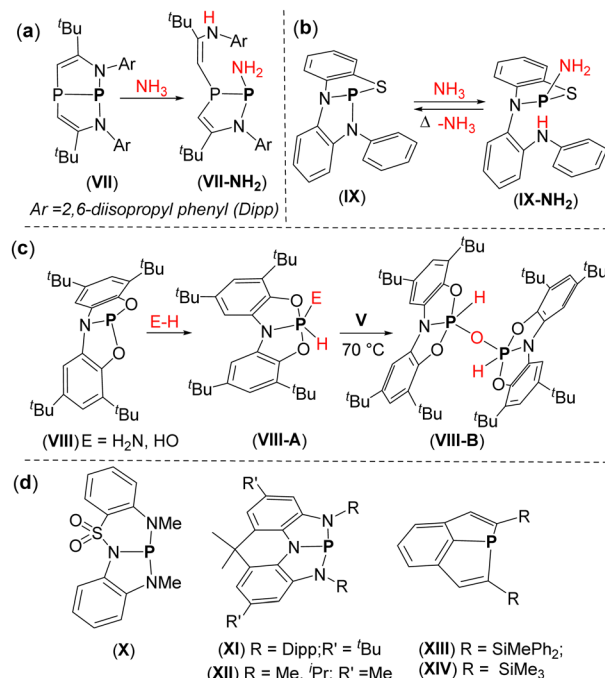 (a)
(b)
tBu
H
N
Ar
tBu
N
Ar
P
P
N
Ar
tBu
NH3
NH2
P
P
N
Ar
tBu
(VII)
(VII-NH2)
Ar =2,6-diisopropyl phenyl (Dipp)
S
N
P
N
NH3
Δ -NH3
NH2
N
P
S
H
N
(IX)
(IX-NH2)
(c)
tBu
tBu
O
N
P
O
tBu
tBu
E-H
tBu
tBu
O
E
N
P
H
O
tBu
tBu
V
70 °C
tBu
tBu
O
H
N
P
O
O
H
P
O
N
O
tBu
tBu
tBu
tBu
tBu
tBu
(VIII) E = H2N, HO
(VIII-A)
(VIII-B)
(d)
O
O
S
NMe
N
P
NMe
R'
R
N
N
P
N
R
R'
R
P
R
(X)
(XI) R = Dipp;R' = tBu
(XII) R = Me, iPr; R' =Me
(XIII) R = SiMePh2;
(XIV) R = SiMe3